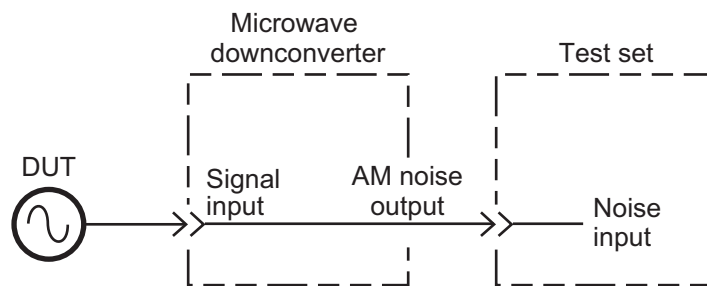 Microwave
downconverter
Test set
DUT
Signal
input
AM noise
output
Noise
input